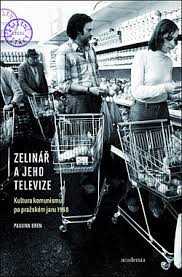 ZELINÁŘ
A JEHO
TELEVIZE
Kultura komunismu
po pražském jaru 1968
PAULINA BREN
academia